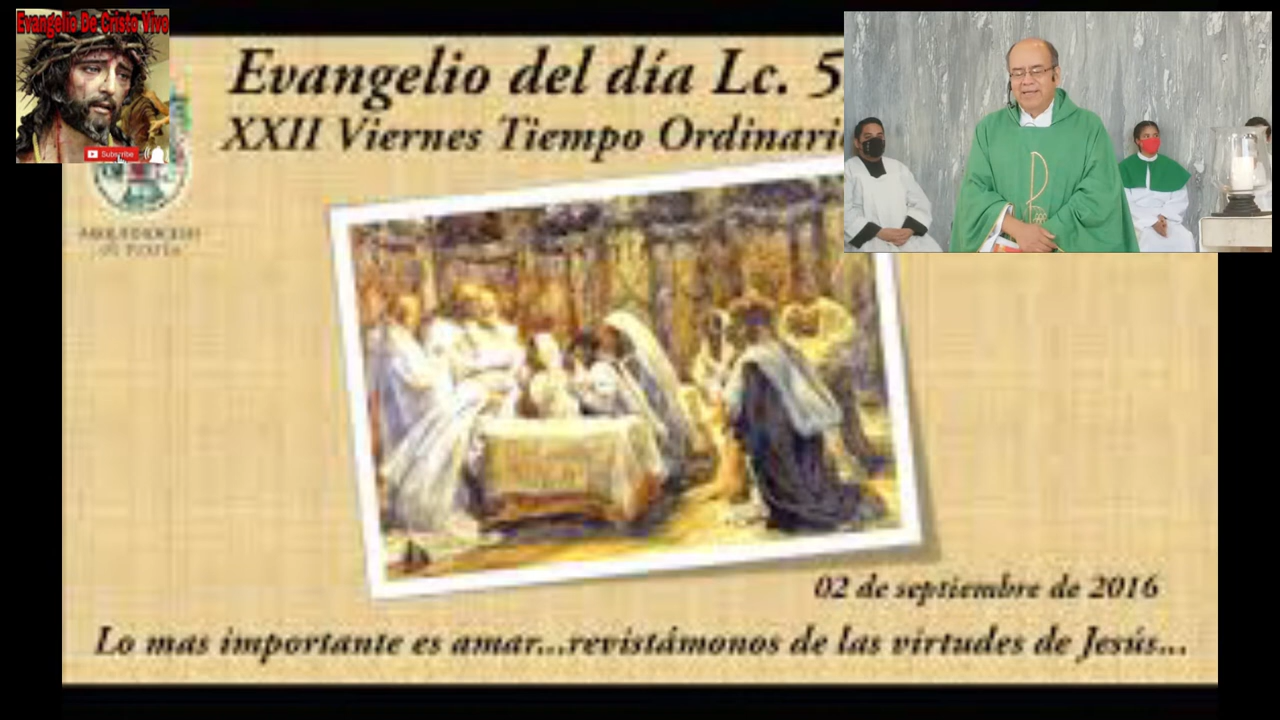 Evangelio De Cristo Vivo
Subscribe
Evangelio del día Lc. 5
XXII Viernes Tiempo Ordinario
02 de septiembre de 2016
Lo mas importante es amar...revistámonos de las virtudes de Jesús...